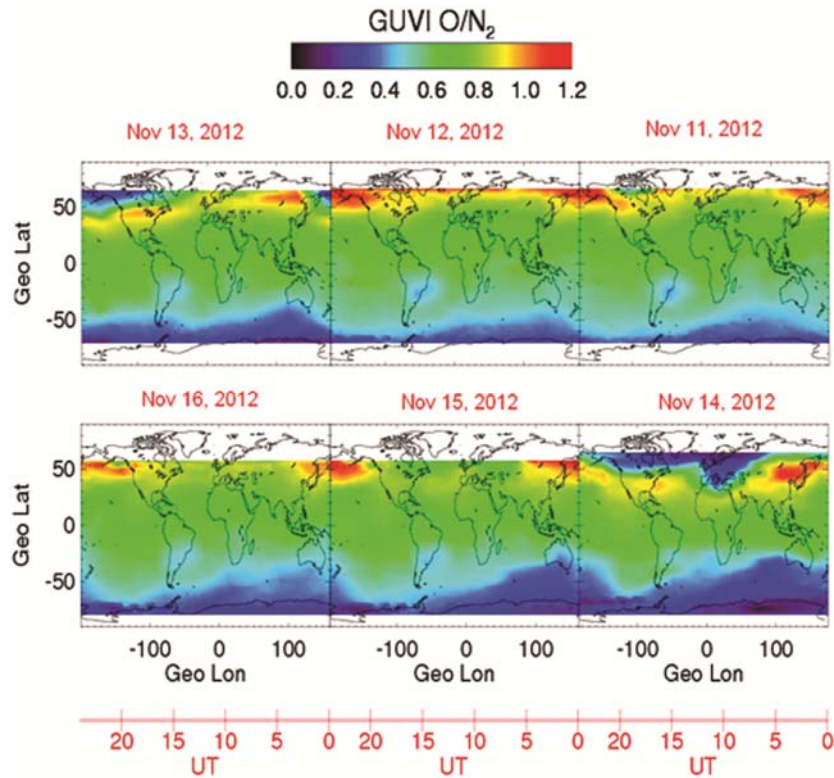 GUVI O/N₂
0.0 0.2 0.4 0.6 0.8 1.0 1.2
Nov 13, 2012 Nov 12, 2012 Nov 11, 2012
Geo Lat
50
0
-50
Nov 16, 2012 Nov 15, 2012 Nov 14, 2012
Geo Lat
50
0
-50
-100 0 100 -100 0 100 -100 0 100
Geo Lon Geo Lon Geo Lon
20 15 10 5 0 20 15 10 5 0 20 15 10 5 0
UT UT UT